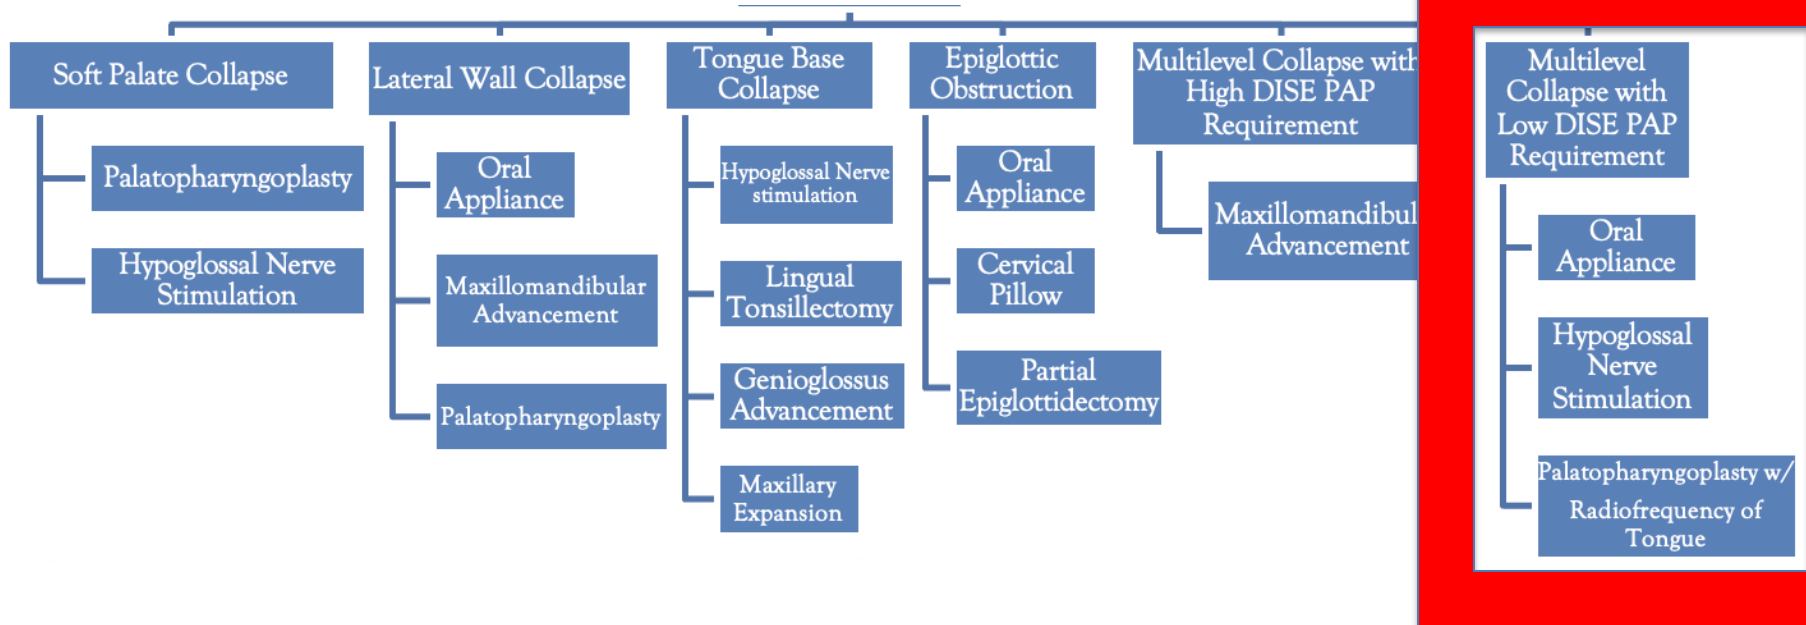 Soft Palate Collapse
Palatopharyngoplasty
Hypoglossal Nerve
Stimulation
Lateral Wall Collapse
Oral
Appliance
Maxillomandibular
Advancement
Palatopharyngoplasty
Tongue Base
Collapse
Hypoglossal Nerve
stimulation
Lingual
Tonsillectomy
Genioglossus
Advancement
Maxillary
Expansion
Epiglottic
Obstruction
Oral
Appliance
Cervical
Pillow
Partial
Epiglottidectomy
Multilevel Collapse with
High DISE PAP
Requirement
Maxillomandibul
Advancement
Multilevel
Collapse with
Low DISE PAP
Requirement
Oral
Appliance
Hypoglossal
Nerve
Stimulation
Palatopharyngoplasty w/
Radiofrequency of
Tongue